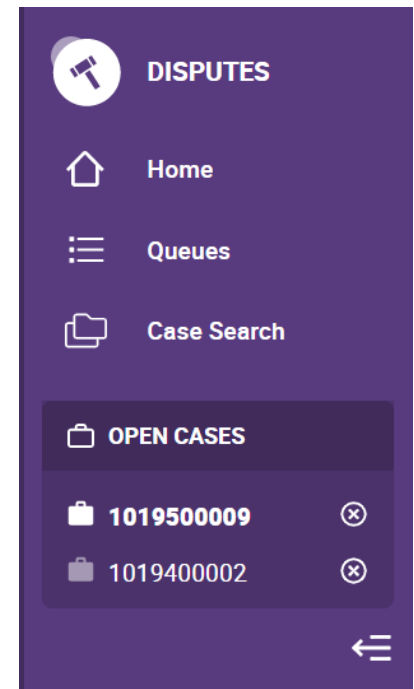 DISPUTES
Home
Queues
Case Search
OPEN CASES
1019500009
1019400002